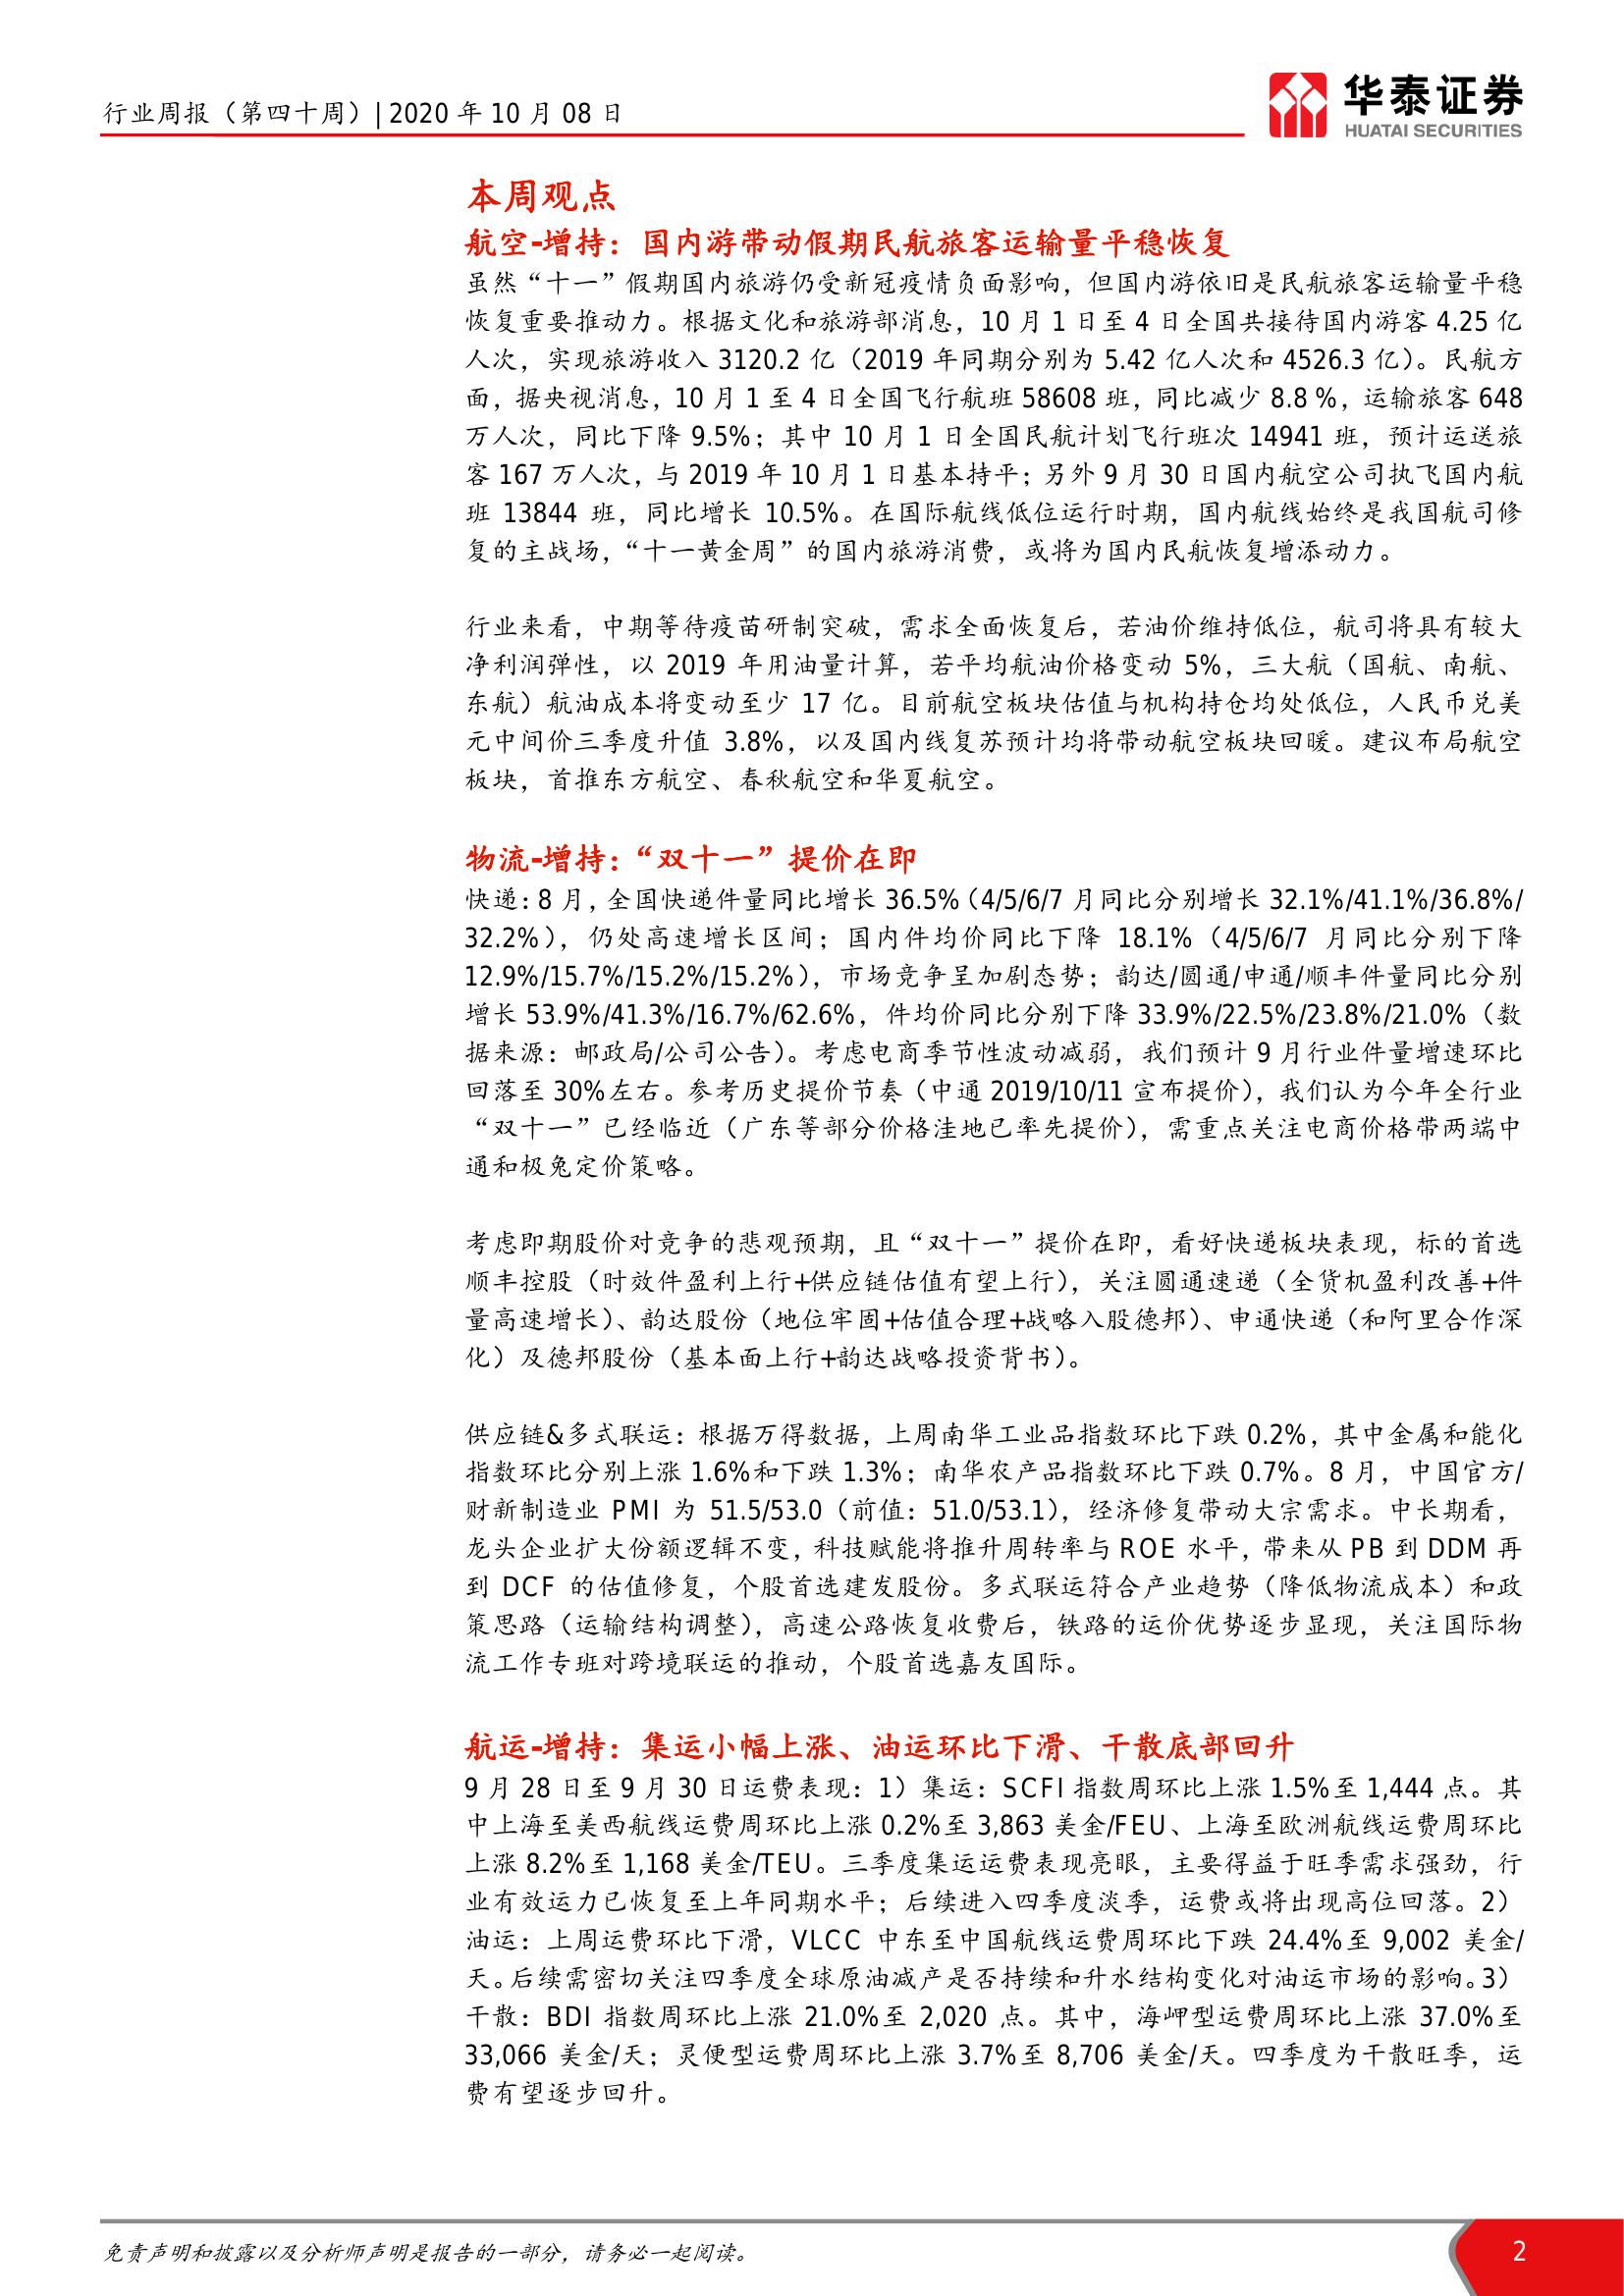 行业周报（第四十周）| 2020 年 10 月 08 日
华泰证券
HUATAI SECURITIES
本周观点
航空-增持：国内游带动假期民航旅客运输量平稳恢复
虽然“十一”假期国内旅游仍受新冠疫情负面影响，但国内游依旧是民航旅客运输量平稳
恢复重要推动力。根据文化和旅游部消息，10 月 1 日至 4 日全国共接待国内游客 4.25 亿
人次，实现旅游收入 3120.2 亿（2019 年同期分别为 5.42 亿人次和 4526.3 亿）。民航方
面，据央视消息，10 月 1 至 4 日全国飞行航班 58608 班，同比减少 8.8 %，运输旅客 648
万人次，同比下降 9.5%；其中 10 月 1 日全国民航计划飞行班次 14941 班，预计运送旅
客 167 万人次，与 2019 年 10 月 1 日基本持平；另外 9 月 30 日国内航空公司执飞国内航
班 13844 班，同比增长 10.5%。在国际航线低位运行时期，国内航线始终是我国航司修
复的主战场，“十一黄金周”的国内旅游消费，或将为国内民航恢复增添动力。
行业来看，中期等待疫苗研制突破，需求全面恢复后，若油价维持低位，航司将具有较大
净利润弹性，以 2019 年用油量计算，若平均航油价格变动 5%，三大航（国航、南航、
东航）航油成本将变动至少 17 亿。目前航空板块估值与机构持仓均处低位，人民币兑美
元中间价三季度升值 3.8%，以及国内线复苏预计均将带动航空板块回暖。建议布局航空
板块，首推东方航空、春秋航空和华夏航空。
物流-增持：“双十一”提价在即
快递：8 月，全国快递件量同比增长 36.5%（4/5/6/7 月同比分别增长 32.1%/41.1%/36.8%/
32.2%），仍处高速增长区间；国内件均价同比下降 18.1%（4/5/6/7 月同比分别下降
12.9%/15.7%/15.2%/15.2%），市场竞争呈加剧态势；韵达/圆通/申通/顺丰件量同比分别
增长 53.9%/41.3%/16.7%/62.6%，件均价同比分别下降 33.9%/22.5%/23.8%/21.0%（数
据来源：邮政局/公司公告）。考虑电商季节性波动减弱，我们预计 9 月行业件量增速环比
回落至 30%左右。参考历史提价节奏（中通 2019/10/11 宣布提价），我们认为今年全行业
“双十一”已经临近（广东等部分价格洼地已率先提价），需重点关注电商价格带两端中
通和极兔定价策略。
考虑即期股价对竞争的悲观预期，且“双十一”提价在即，看好快递板块表现，标的首选
顺丰控股（时效件盈利上行+供应链估值有望上行），关注圆通速递（全货机盈利改善+件
量高速增长）、韵达股份（地位牢固+估值合理+战略入股德邦）、申通快递（和阿里合作深
化）及德邦股份（基本面上行+韵达战略投资背书）。
供应链&多式联运：根据万得数据，上周南华工业品指数环比下跌 0.2%，其中金属和能化
指数环比分别上涨 1.6%和下跌 1.3%；南华农产品指数环比下跌 0.7%。8 月，中国官方/
财新制造业 PMI 为 51.5/53.0（前值：51.0/53.1），经济修复带动大宗需求。中长期看，
龙头企业扩大份额逻辑不变，科技赋能将推升周转率与 ROE 水平，带来从 PB 到 DDM 再
到 DCF 的估值修复，个股首选建发股份。多式联运符合产业趋势（降低物流成本）和政
策思路（运输结构调整），高速公路恢复收费后，铁路的运价优势逐步显现，关注国际物
流工作专班对跨境联运的推动，个股首选嘉友国际。
航运-增持：集运小幅上涨、油运环比下滑、干散底部回升
9 月 28 日至 9 月 30 日运费表现：1）集运：SCFI 指数周环比上涨 1.5%至 1,444 点。其
中上海至美西航线运费周环比上涨 0.2%至 3,863 美金/FEU、上海至欧洲航线运费周环比
上涨 8.2%至 1,168 美金/TEU。三季度集运运费表现亮眼，主要得益于旺季需求强劲，行
业有效运力已恢复至上年同期水平；后续进入四季度淡季，运费或将出现高位回落。2）
油运：上周运费环比下滑，VLCC 中东至中国航线运费周环比下跌 24.4%至 9,002 美金/
天。后续需密切关注四季度全球原油减产是否持续和升水结构变化对油运市场的影响。3）
干散：BDI 指数周环比上涨 21.0%至 2,020 点。其中，海岬型运费周环比上涨 37.0%至
33,066 美金/天；灵便型运费周环比上涨 3.7%至 8,706 美金/天。四季度为干散旺季，运
费有望逐步回升。
免责声明和披露以及分析师声明是报告的一部分，请务必一起阅读。
2